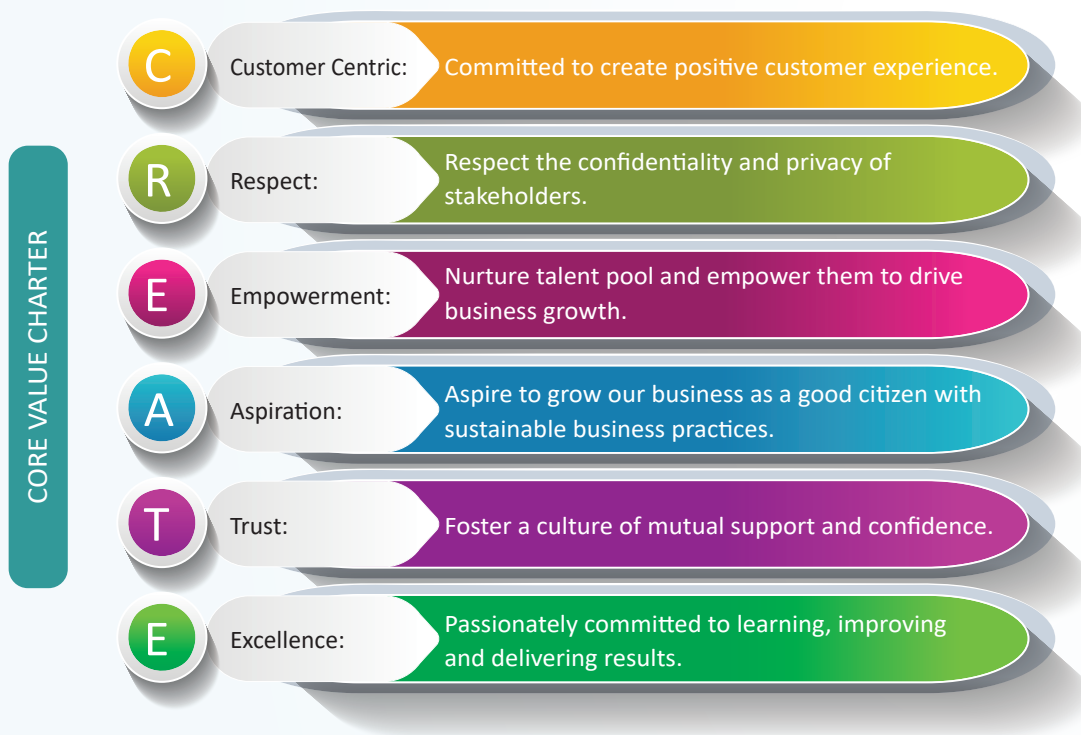 CORE VALUE CHARTER
C
Customer Centric:
Committed to create positive customer experience.
R
Respect:
Respect the confidentiality and privacy of
stakeholders.
E
Empowerment:
Nurture talent pool and empower them to drive
business growth.
A
Aspiration:
Aspire to grow our business as a good citizen with
sustainable business practices.
T
Trust:
Foster a culture of mutual support and confidence.
E
Excellence:
Passionately committed to learning, improving
and delivering results.